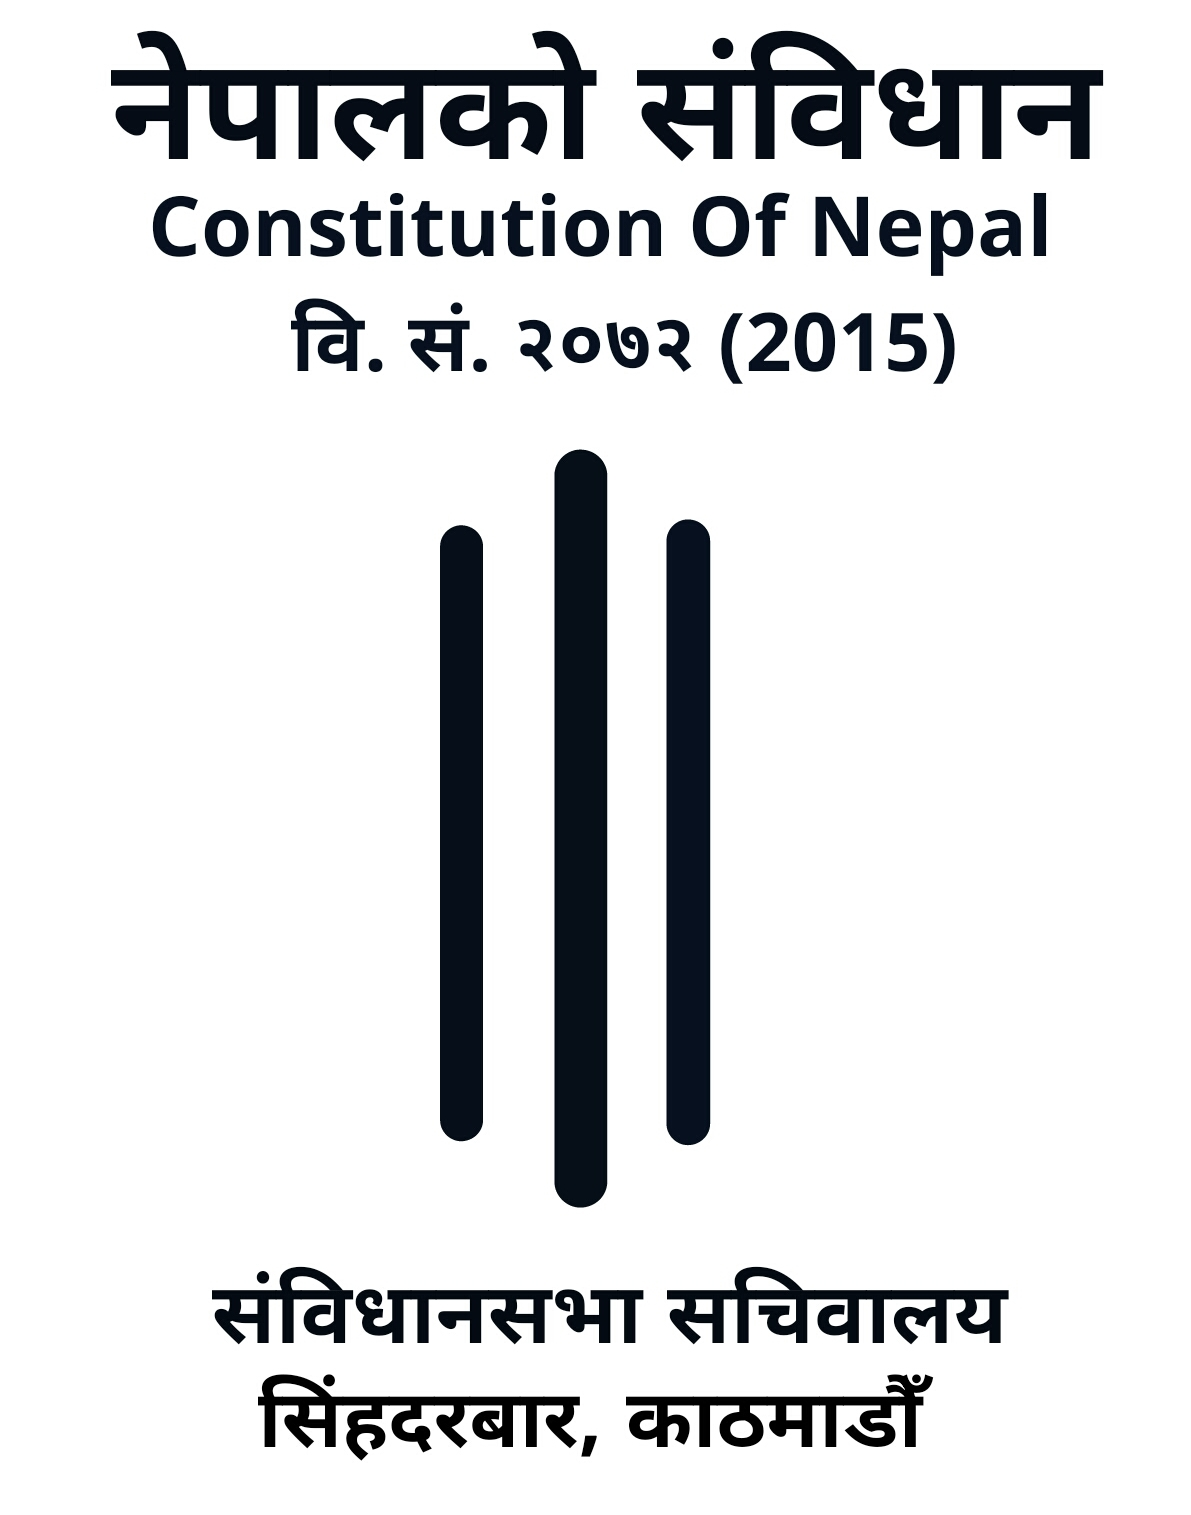 नेपालको संविधान
Constitution Of Nepal
वि. सं. २०७२ (2015)
संविधानसभा सचिवालय
सिंहदरबार, काठमाडौँ